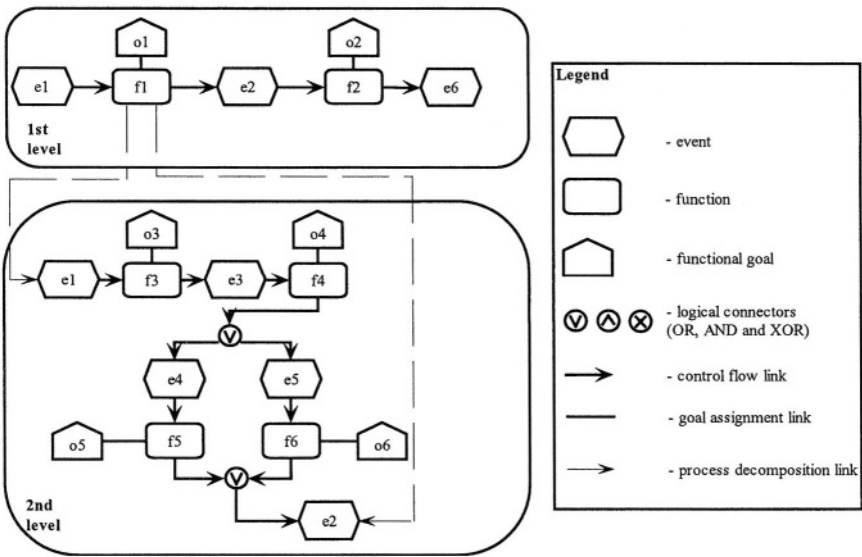 o1 o2
e1 f1 e2 f2 e6
1st
level
o3 o4
e1 f3 e3 f4
V
e4 e5
o5 f5 f6 o6
V
e2
2nd
level
Legend
- event
- function
- functional goal
V Λ X - logical connectors
(OR, AND and XOR)
- control flow link
- goal assignment link
- process decomposition link